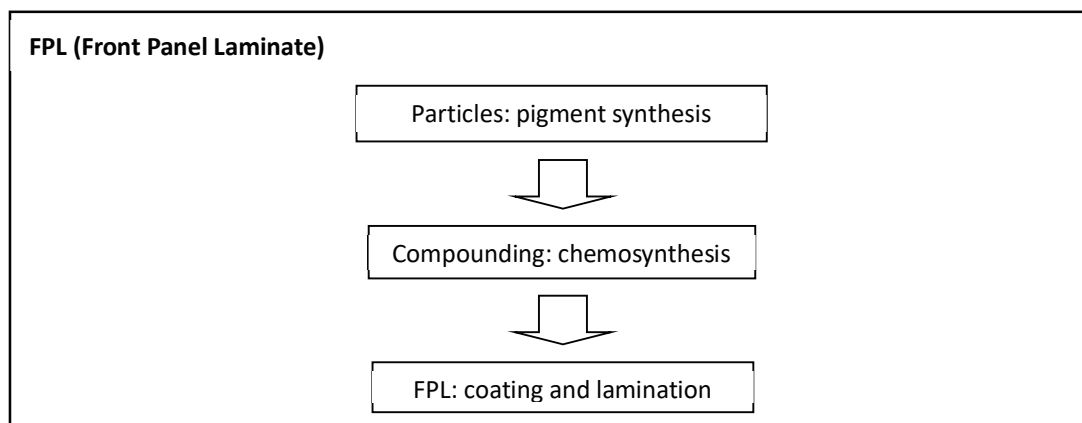 FPL (Front Panel Laminate)
Particles: pigment synthesis
Compounding: chemosynthesis
FPL: coating and lamination